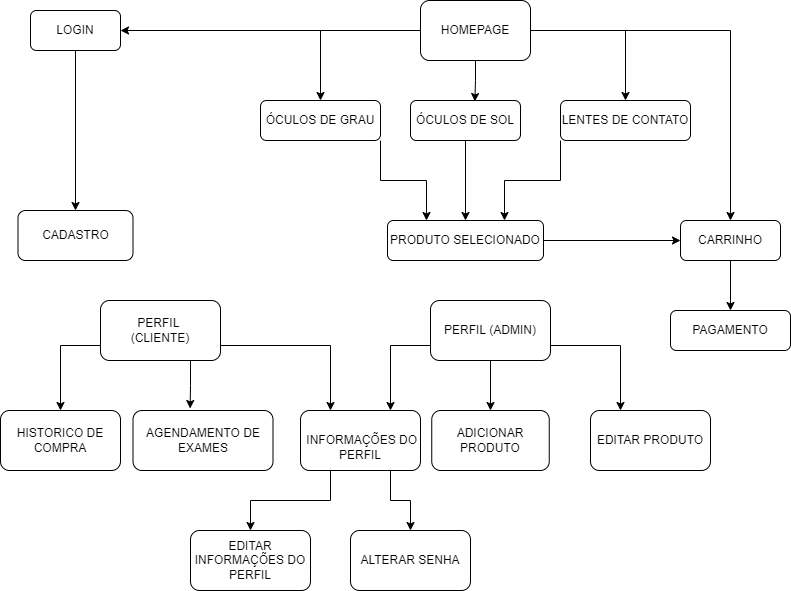 LOGIN
HOMEPAGE
ÓCULOS DE GRAU
ÓCULOS DE SOL
LENTES DE CONTATO
CADASTRO
PRODUTO SELECIONADO
CARRINHO
PERFIL
(CLIENTE)
PERFIL (ADMIN)
PAGAMENTO
HISTORICO DE
COMPRA
AGENDAMENTO DE
EXAMES
INFORMAÇÕES DO
PERFIL
ADICIONAR
PRODUTO
EDITAR PRODUTO
EDITAR
INFORMAÇÕES DO
PERFIL
ALTERAR SENHA